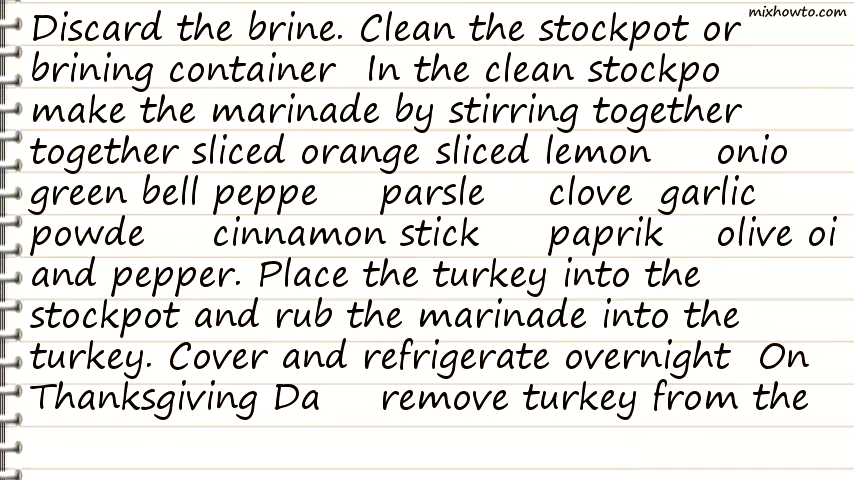 mixhowto.com
Discard the brine. Clean the stockpot or
brining container In the clean stockpo
make the marinade by stirring together
together sliced orange sliced lemon onio
green bell peppe parsle clove garlic
powde cinnamon stick paprik olive oi
and pepper. Place the turkey into the
stockpot and rub the marinade into the
turkey. Cover and refrigerate overnight On
Thanksgiving Da remove turkey from the